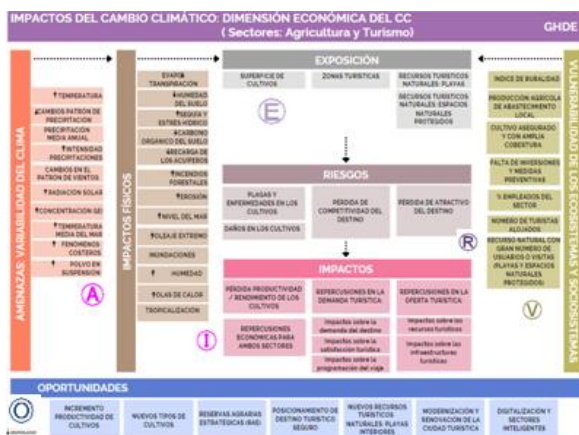 IMPACTOS DEL CAMBIO CLIMÁTICO: DIMENSIÓN ECONÓMICA DEL CC
( Sectores: Agricultura y Turismo)
GHDE
AMENAZAS: VARIABILIDAD DEL CLIMA
TEMPERATURA
CAMBIOS PATRÓN DE
PRECIPITACIÓN
PRECIPITACIÓN
MEDIA ANUAL
INTENSIDAD
PRECIPITACIONES
CAMBIOS EN EL
PATRÓN DE VIENTOS
RADIACIÓN SOLAR
CONCENTRACIÓN GEI
TEMPERATURA
MEDIA DEL MAR
FENÓMENOS
COSTEROS
POLVO EN
SUSPENSIÓN
A
IMPACTOS FÍSICOS
EVAPO
TRANSPIRACIÓN
HUMEDAD
DEL SUELO
SEQUÍA Y
ESTRÉS HÍDRICO
CARBONO
ORGÁNICO DEL SUELO
RECARGA DE
LOS ACUÍFEROS
INCENDIOS
FORESTALES
EROSIÓN
NIVEL DEL MAR
OLEAJE EXTREMO
INUNDACIONES
HUMEDAD
OLAS DE CALOR
TROPICALIZACIÓN
EXPOSICIÓN
SUPERFICIE DE
CULTIVOS
ZONAS TURÍSTICAS
RECURSOS TURÍSTICOS
NATURALES: PLAYAS
RECURSOS TURÍSTICOS
NATURALES: ESPACIOS
NATURALES
PROTEGIDOS
E
RIESGOS
PLAGAS Y
ENFERMEDADES EN LOS
CULTIVOS
DAÑOS EN LOS CULTIVOS
PÉRDIDA DE
COMPETITIVIDAD DEL
DESTINO
PÉRDIDA DE ATRACTIVO
DEL DESTINO
R
IMPACTOS
PÉRDIDA PRODUCTIVIDAD
/ RENDIMIENTO DE LOS
CULTIVOS
REPERCUSIONES
ECONÓMICAS PARA
AMBOS SECTORES
REPERCUSIONES EN LA
DEMANDA TURÍSTICA:
Impactos sobre la
demanda del destino
Impactos sobre la
satisfacción turística
Impactos sobre la
programación del viaje
REPERCUSIONES EN LA
OFERTA TURÍSTICA:
Impactos sobre los
recursos turísticos
Impactos sobre las
infraestructuras
turísticas
I
VULNERABILIDAD DE LOS ECOSISTEMAS Y SOCIOSISTEMAS
ÍNDICE DE RURALIDAD
PRODUCCIÓN AGRÍCOLA
DE ABASTECIMIENTO
LOCAL
CULTIVO ASEGURADO Y
CON AMPLIA
COBERTURA
FALTA DE INVERSIONES
Y MEDIDAS
PREVENTIVAS
% EMPLEADOS DEL
SECTOR
NÚMERO DE TURISTAS
ALOJADOS
RECURSO NATURAL CON
GRAN NÚMERO DE
USUARIOS O VISITAS
(PLAYAS Y ESPACIOS
NATURALES
PROTEGIDOS)
V
OPORTUNIDADES
O
INCREMENTO
PRODUCTIVIDAD DE
CULTIVOS
NUEVOS TIPOS DE
CULTIVOS
RESERVAS AGRARIAS
ESTRATÉGICAS (RAE)
POSICIONAMIENTO DE
DESTINO TURÍSTICO
SEGURO
NUEVOS RECURSOS
TURÍSTICOS
NATURALES: PLAYAS
INTERIORES
MODERNIZACIÓN Y
RENOVACIÓN DE LA
CIUDAD TURÍSTICA
DIGITALIZACIÓN Y
SECTORES
INTELIGENTES